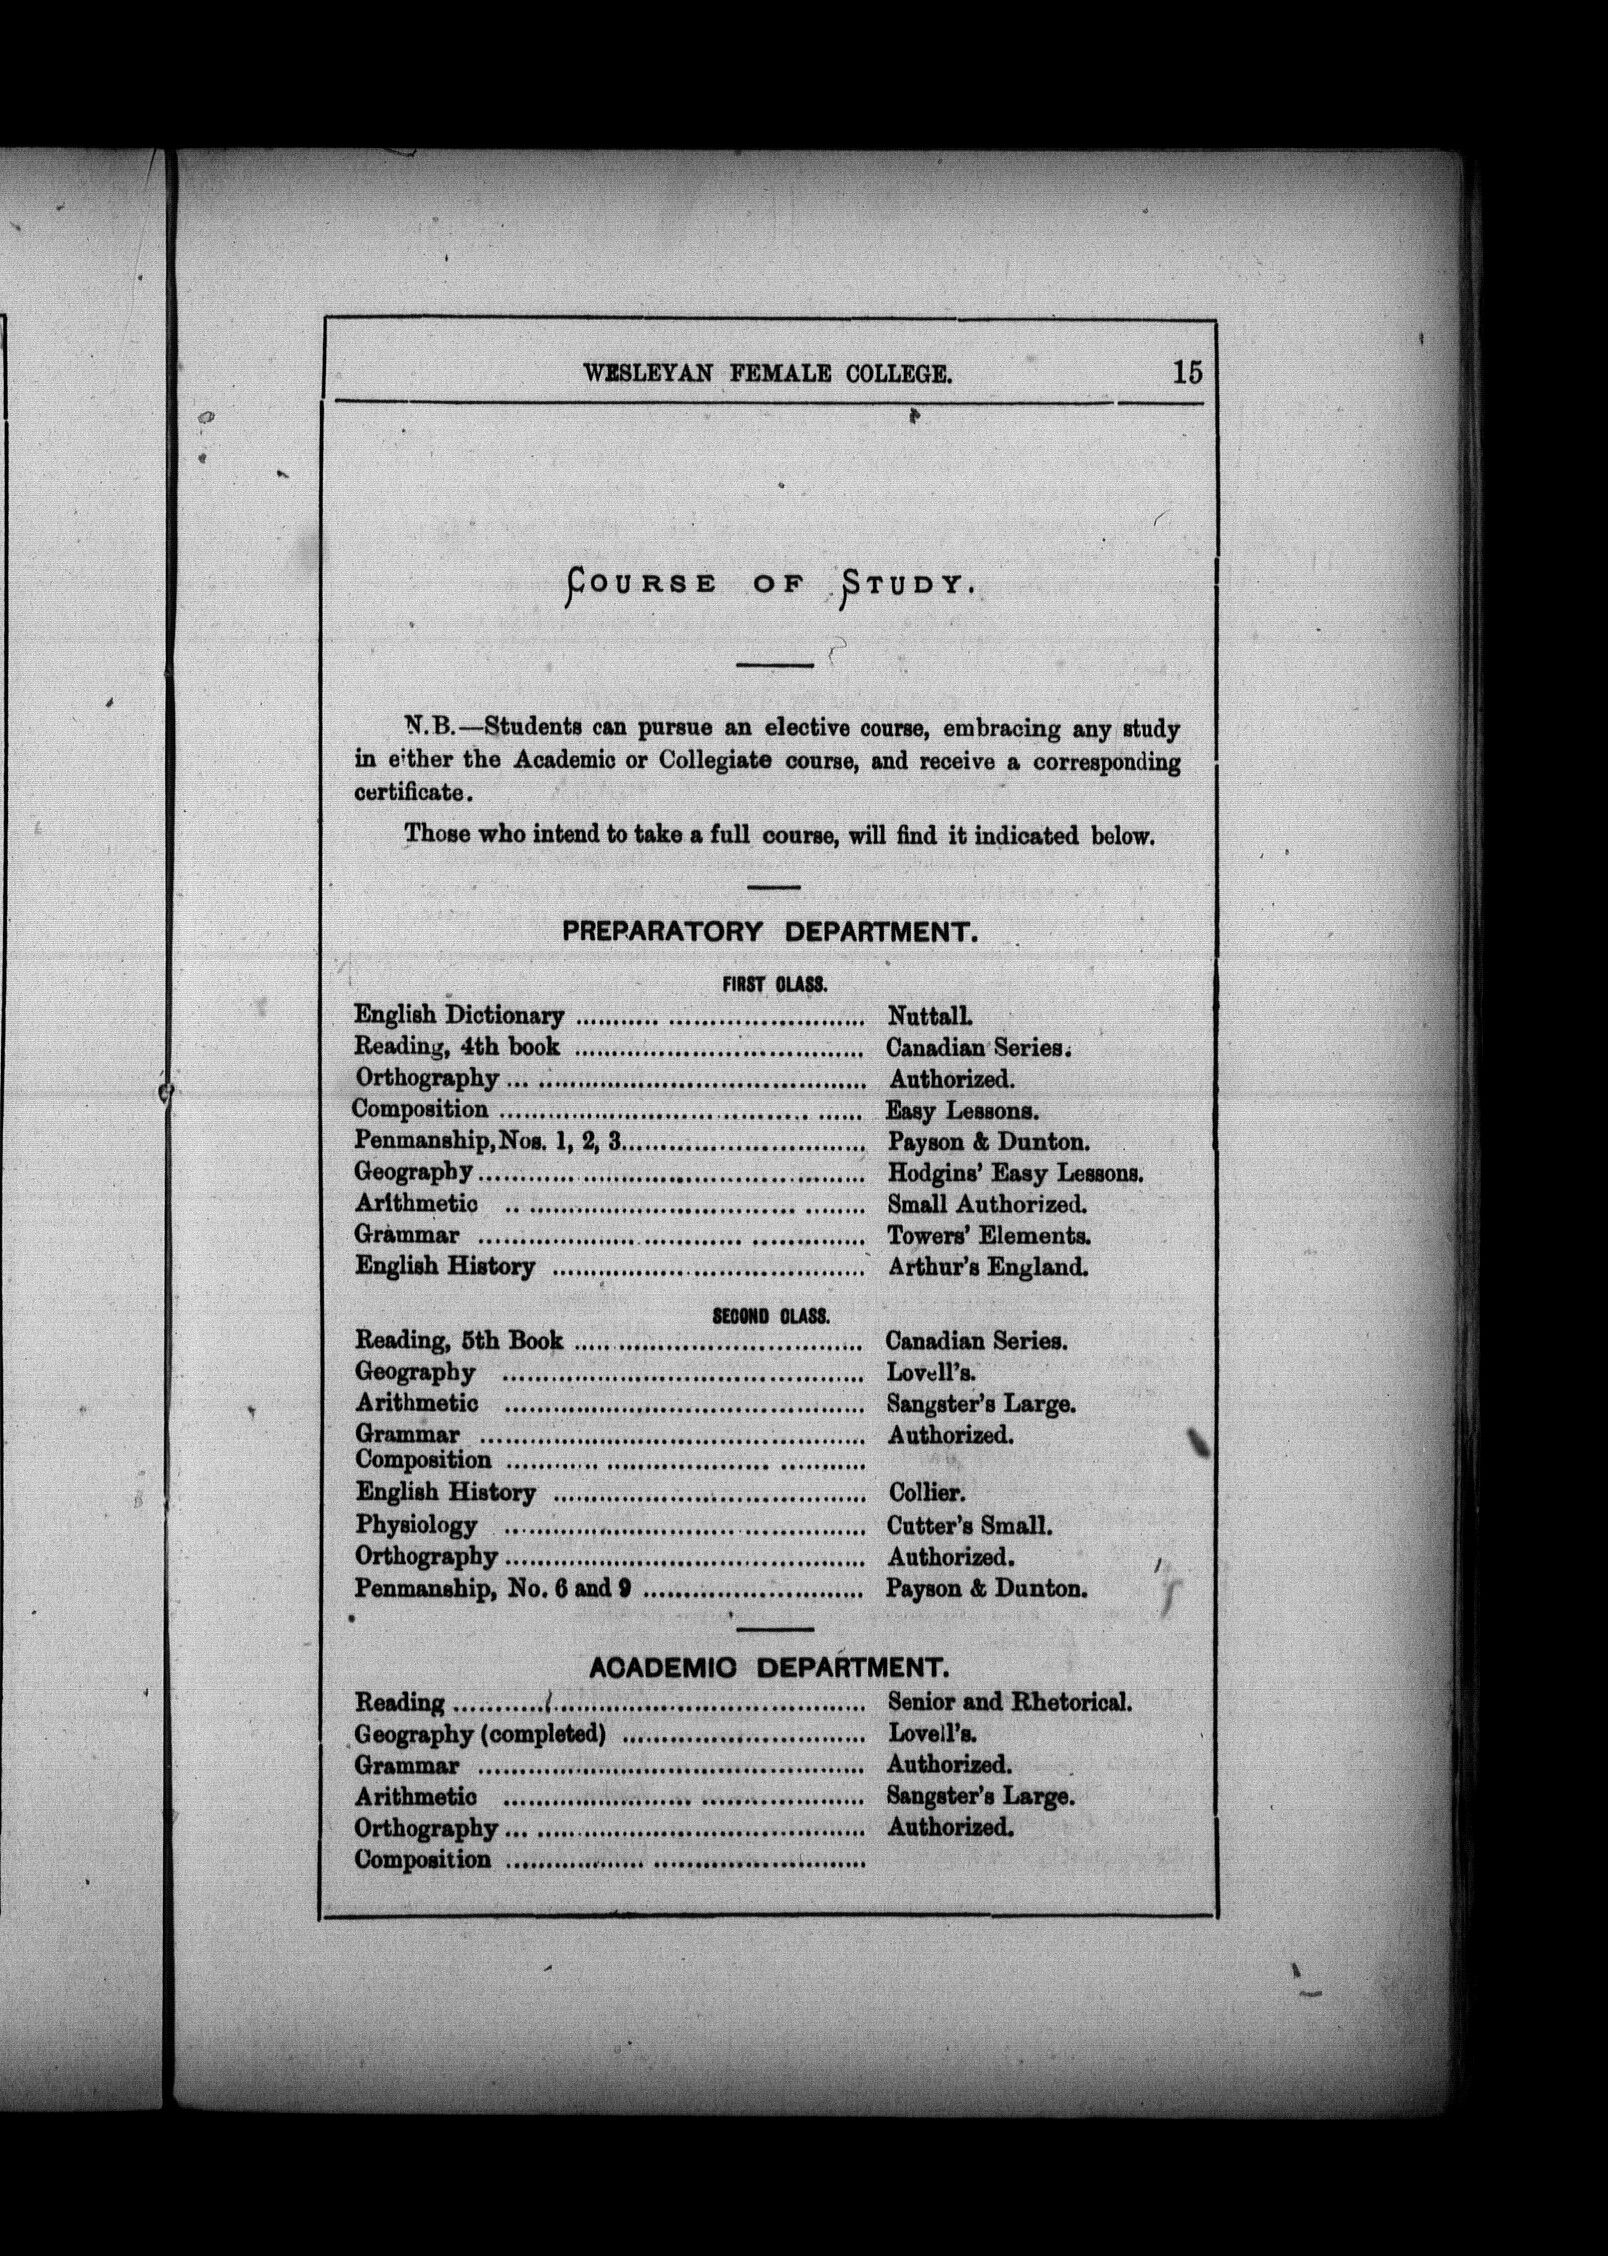 WESLEYAN FEMALE COLLEGE. 15
COURSE OF STUDY.
N.B.—Students can pursue an elective course, embracing any study
in either the Academic or Collegiate course, and receive a corresponding
certificate.
Those who intend to take a full course, will find it indicated below.
PREPARATORY DEPARTMENT.
FIRST CLASS.
English Dictionary ........... ........................ Nuttall.
Reading, 4th book ................................... Canadian Series.
Orthography ... ........................................ Authorized.
Composition ...................................... ...... Easy Lessons.
Penmanship, Nos. 1, 2, 3.............................. Payson & Dunton.
Geography ............ .................................. Hodgins' Easy Lessons.
Arithmetic .. ................................ ........ Small Authorized.
Grammar ................... ............ .............. Towers' Elements.
English History ...................................... Arthur's England.
SECOND CLASS.
Reading, 5th Book ..... .............................. Canadian Series.
Geography ............................................ Lovell's.
Arithmetic ............................................ Sangster's Large.
Grammar ............................................... Authorized.
Composition ............ .................... ...........
English History ...................................... Collier.
Physiology ............................................ Cutter's Small.
Orthography ............................................ Authorized.
Penmanship, No. 6 and 9 ........................... Payson & Dunton.
ACADEMIC DEPARTMENT.
Reading .................................................. Senior and Rhetorical.
Geography (completed) .............................. Lovell's.
Grammar ............................................... Authorized.
Arithmetic ....................... .................... Sangster's Large.
Orthography ... ........................................ Authorized.
Composition ................. ..........................